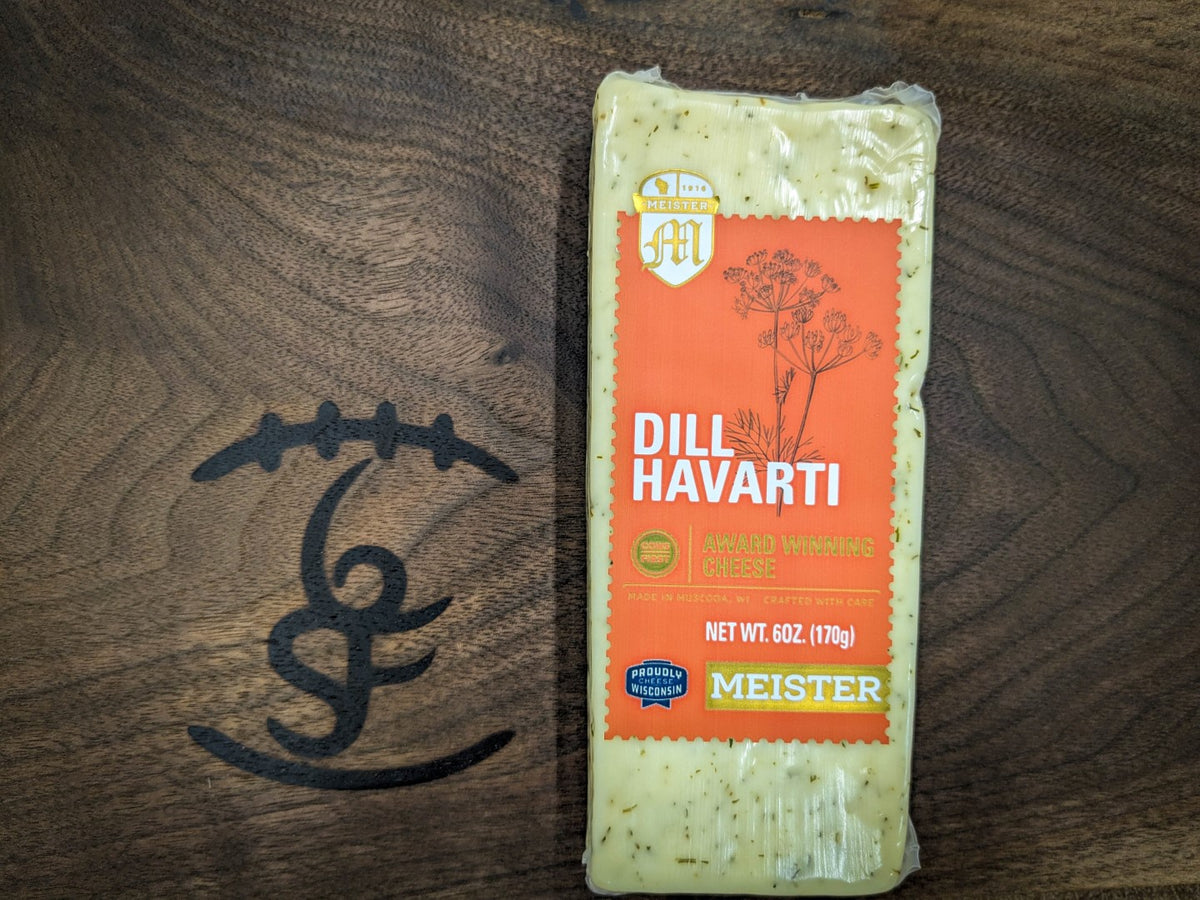 1916
MEISTER
M
DILL
HAVARTI
AWARD WINNING
CHEESE
MADE IN MUSCODA, WI CRAFTED WITH CARE
NET WT. 6OZ. (170g)
PROUDLY
WISCONSIN
CHEESE
MEISTER